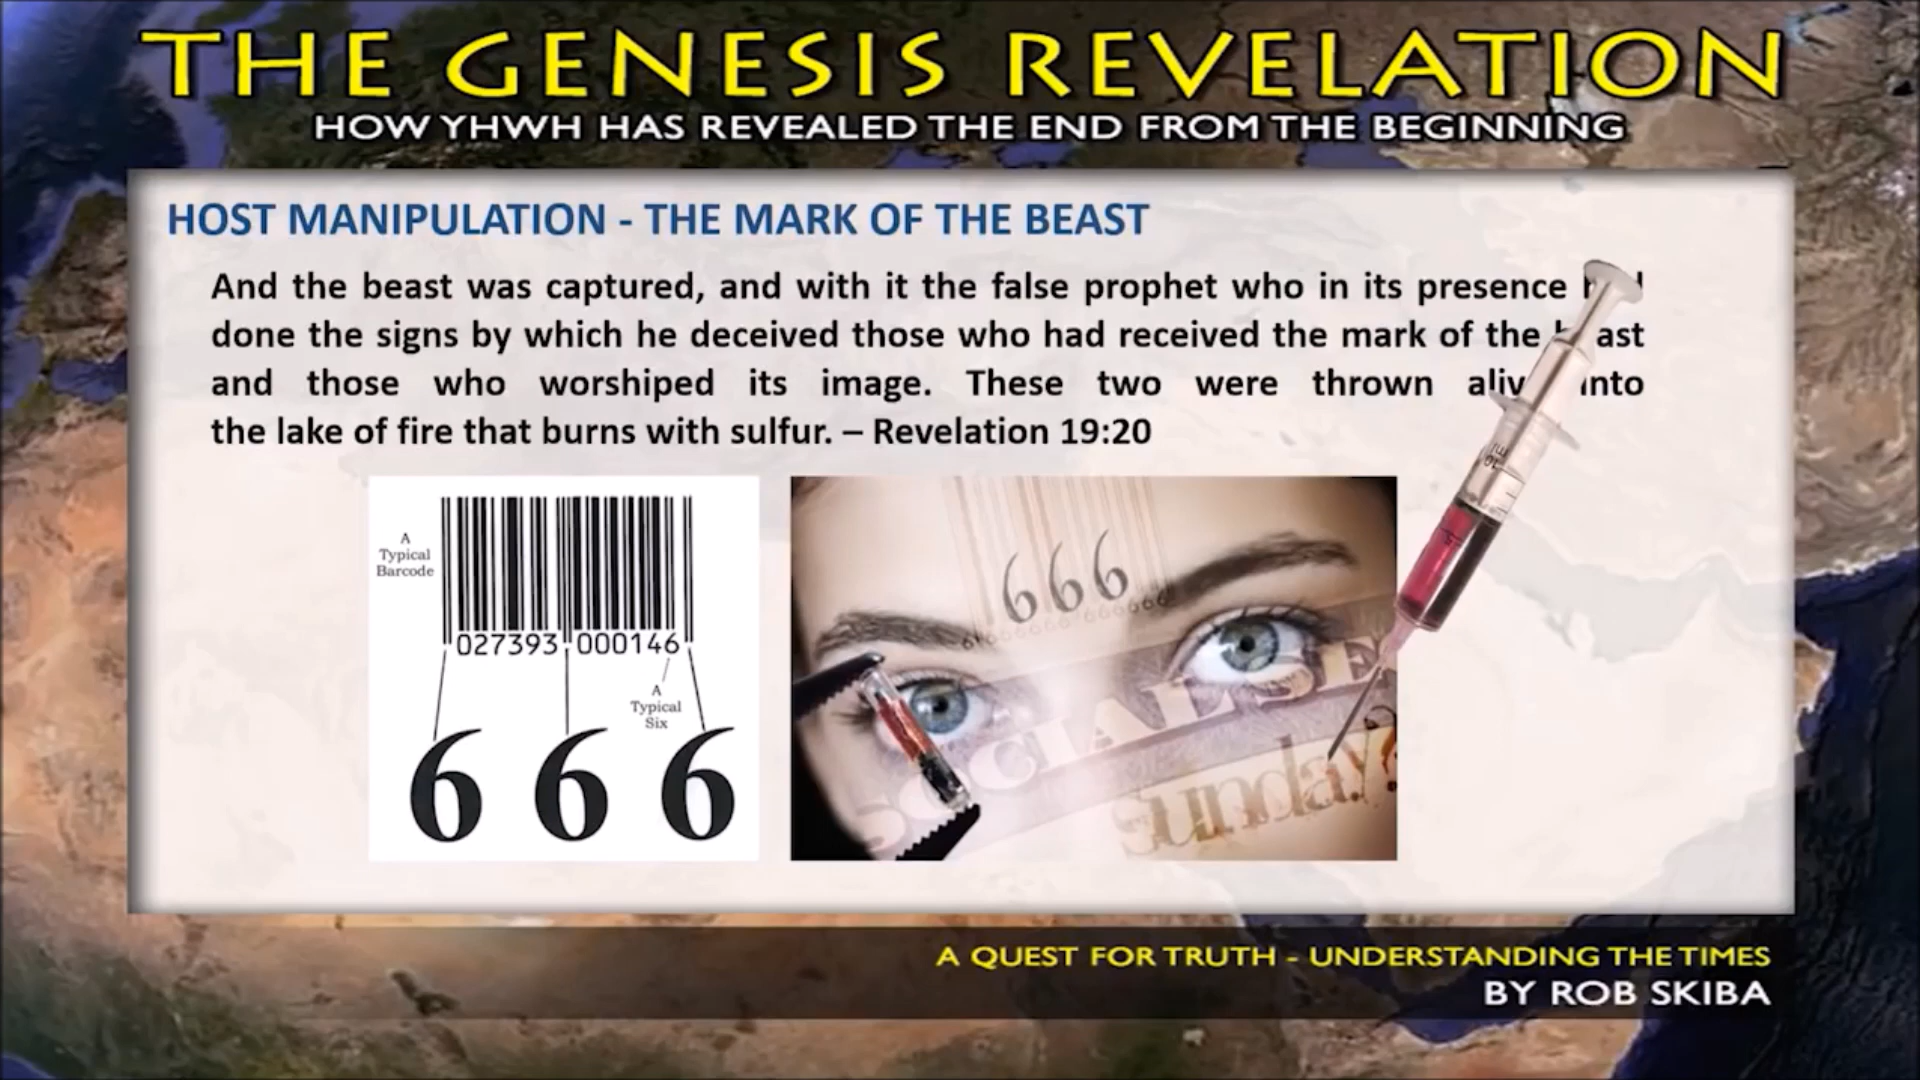 THE GENESIS REVELATION
HOW YHWH HAS REVEALED THE END FROM THE BEGINNING
HOST MANIPULATION - THE MARK OF THE BEAST
And the beast was captured, and with it the false prophet who in its presence
done the signs by which he deceived those who had received the mark of the
and those who worshiped its image. These two were thrown
the lake of fire that burns with sulfur. – Revelation 19:20
A
Typical
Barcode
027393 000146
A
Typical
Six
6 6 6
666
SOCIAL SE
Sunday?
A QUEST FOR TRUTH - UNDERSTANDING THE TIMES
BY ROB SKIBA